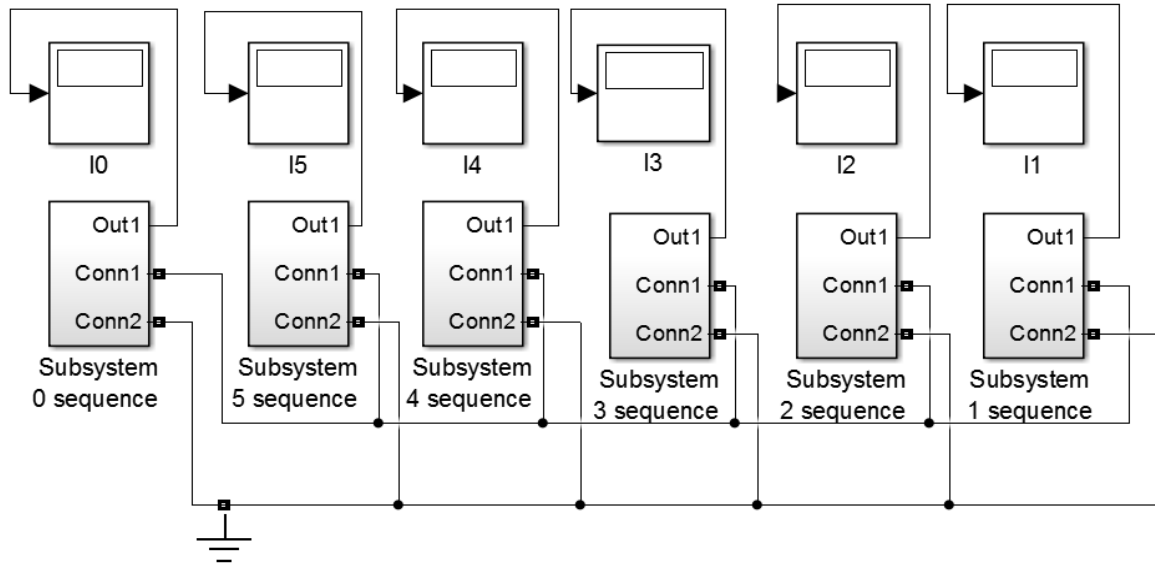 I0
I5
I4
I3
I2
I1
Out1
Conn1
Conn2
Subsystem
0 sequence
Out1
Conn1
Conn2
Subsystem
5 sequence
Out1
Conn1
Conn2
Subsystem
4 sequence
Out1
Conn1
Conn2
Subsystem
3 sequence
Out1
Conn1
Conn2
Subsystem
2 sequence
Out1
Conn1
Conn2
Subsystem
1 sequence